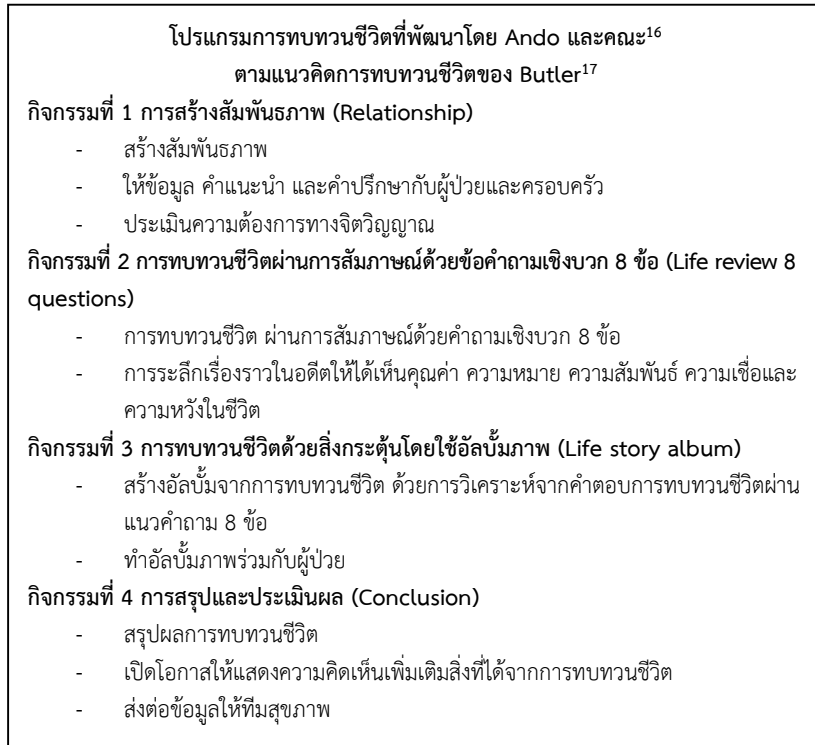 โปรแกรมการทบทวนชีวิตที่พัฒนาโดย Ando และคณะ16
ตามแนวคิดการทบทวนชีวิตของ Butler17
กิจกรรมที่ 1 การสร้างสัมพันธภาพ (Relationship)
- สร้างสัมพันธภาพ
- ให้ข้อมูล คำแนะนำ และคำปรึกษากับผู้ป่วยและครอบครัว
- ประเมินความต้องการทางจิตวิญญาณ
กิจกรรมที่ 2 การทบทวนชีวิตผ่านการสัมภาษณ์ด้วยข้อคำถามเชิงบวก 8 ข้อ (Life review 8
questions)
- การทบทวนชีวิต ผ่านการสัมภาษณ์ด้วยคำถามเชิงบวก 8 ข้อ
- การระลึกเรื่องราวในอดีตให้ได้เห็นคุณค่า ความหมาย ความสัมพันธ์ ความเชื่อและ
ความหวังในชีวิต
กิจกรรมที่ 3 การทบทวนชีวิตด้วยสิ่งกระตุ้นโดยใช้อัลบั้มภาพ (Life story album)
- สร้างอัลบั้มจากการทบทวนชีวิต ด้วยการวิเคราะห์จากคำตอบการทบทวนชีวิตผ่าน
แนวคำถาม 8 ข้อ
- ทำอัลบั้มภาพร่วมกับผู้ป่วย
กิจกรรมที่ 4 การสรุปและประเมินผล (Conclusion)
- สรุปผลการทบทวนชีวิต
- เปิดโอกาสให้แสดงความคิดเห็นเพิ่มเติมสิ่งที่ได้จากการทบทวนชีวิต
- ส่งต่อข้อมูลให้ทีมสุขภาพ